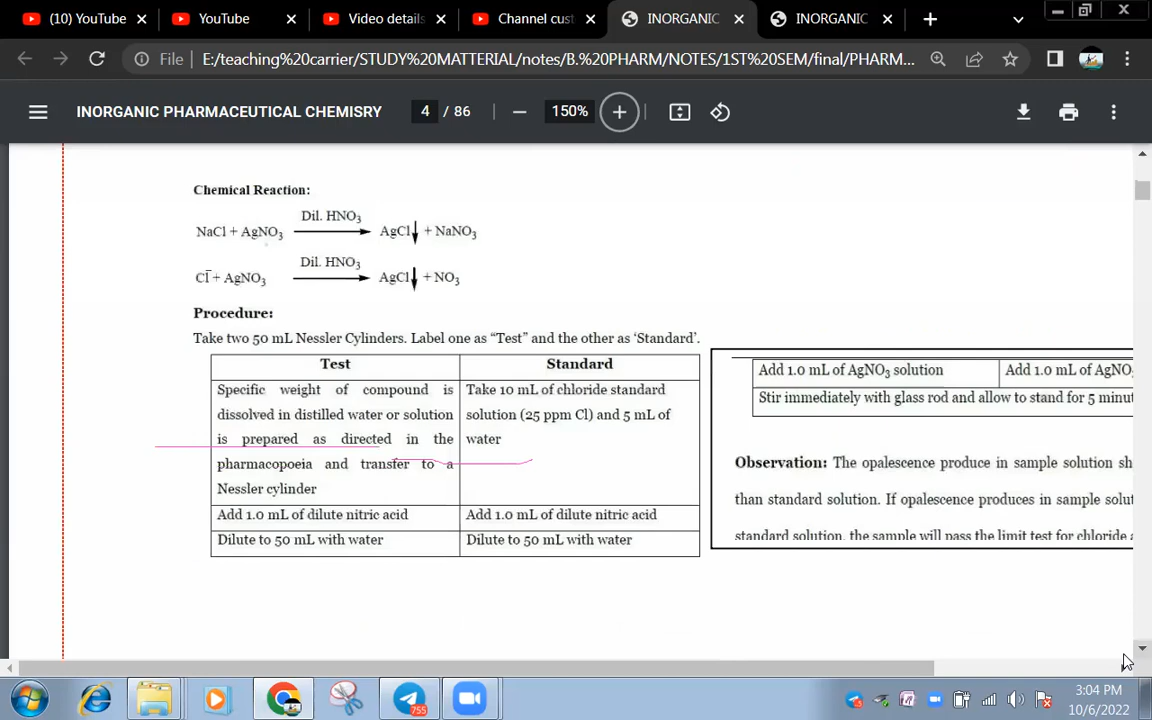 (10) YouTube
YouTube
Video details
Channel cust
INORGANIC
INORGANIC
File
E:/teaching%20carrier/STUDY%20MATTERIAL/notes/B.%20PHARM/NOTES/1ST%20SEM/final/PHARM...
INORGANIC PHARMACEUTICAL CHEMISRY
4 / 86
150%
Chemical Reaction:
Dil. HNO3
NaCl + AgNO3 → AgCl↓ + NaNO3
Dil. HNO3
Cl̄ + AgNO3 → AgCl↓ + NO3
Procedure:
Take two 50 mL Nessler Cylinders. Label one as “Test” and the other as ‘Standard’.
Test
Standard
Specific weight of compound is
dissolved in distilled water or solution
is prepared as directed in the
pharmacopoeia and transfer to a
Nessler cylinder
Take 10 mL of chloride standard
solution (25 ppm Cl) and 5 mL of
water
Add 1.0 mL of dilute nitric acid
Add 1.0 mL of dilute nitric acid
Dilute to 50 mL with water
Dilute to 50 mL with water
Add 1.0 mL of AgNO3 solution
Add 1.0 mL of AgNO
Stir immediately with glass rod and allow to stand for 5 minut
Observation: The opalescence produce in sample solution sh
than standard solution. If opalescence produces in sample solut
standard solution, the sample will pass the limit test for chloride
755
3:04 PM
10/6/2022